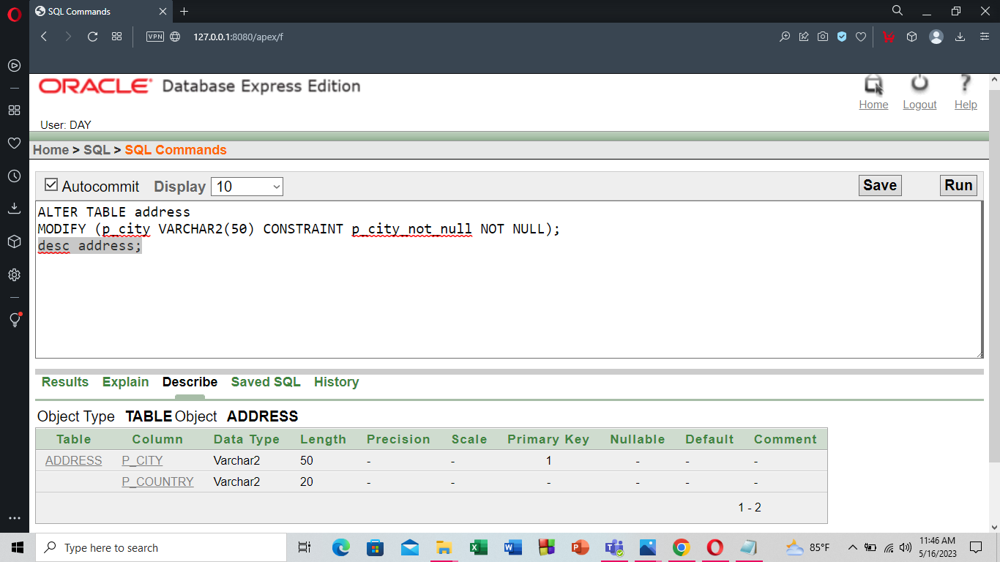 SQL Commands
VPN 127.0.0.1:8080/apex/f
ORACLE Database Express Edition
Home Logout Help
User: DAY
Home > SQL > SQL Commands
Autocommit Display 10 Save Run
ALTER TABLE address
MODIFY (p_city VARCHAR2(50) CONSTRAINT p_city_not_null NOT NULL);
desc address;
Results Explain Describe Saved SQL History
Object Type TABLE Object ADDRESS
Table Column Data Type Length Precision Scale Primary Key Nullable Default Comment
ADDRESS P_CITY Varchar2 50 - - 1 - - -
P_COUNTRY Varchar2 20 - - - - - -
1 - 2
Type here to search 85°F 11:46 AM
5/16/2023